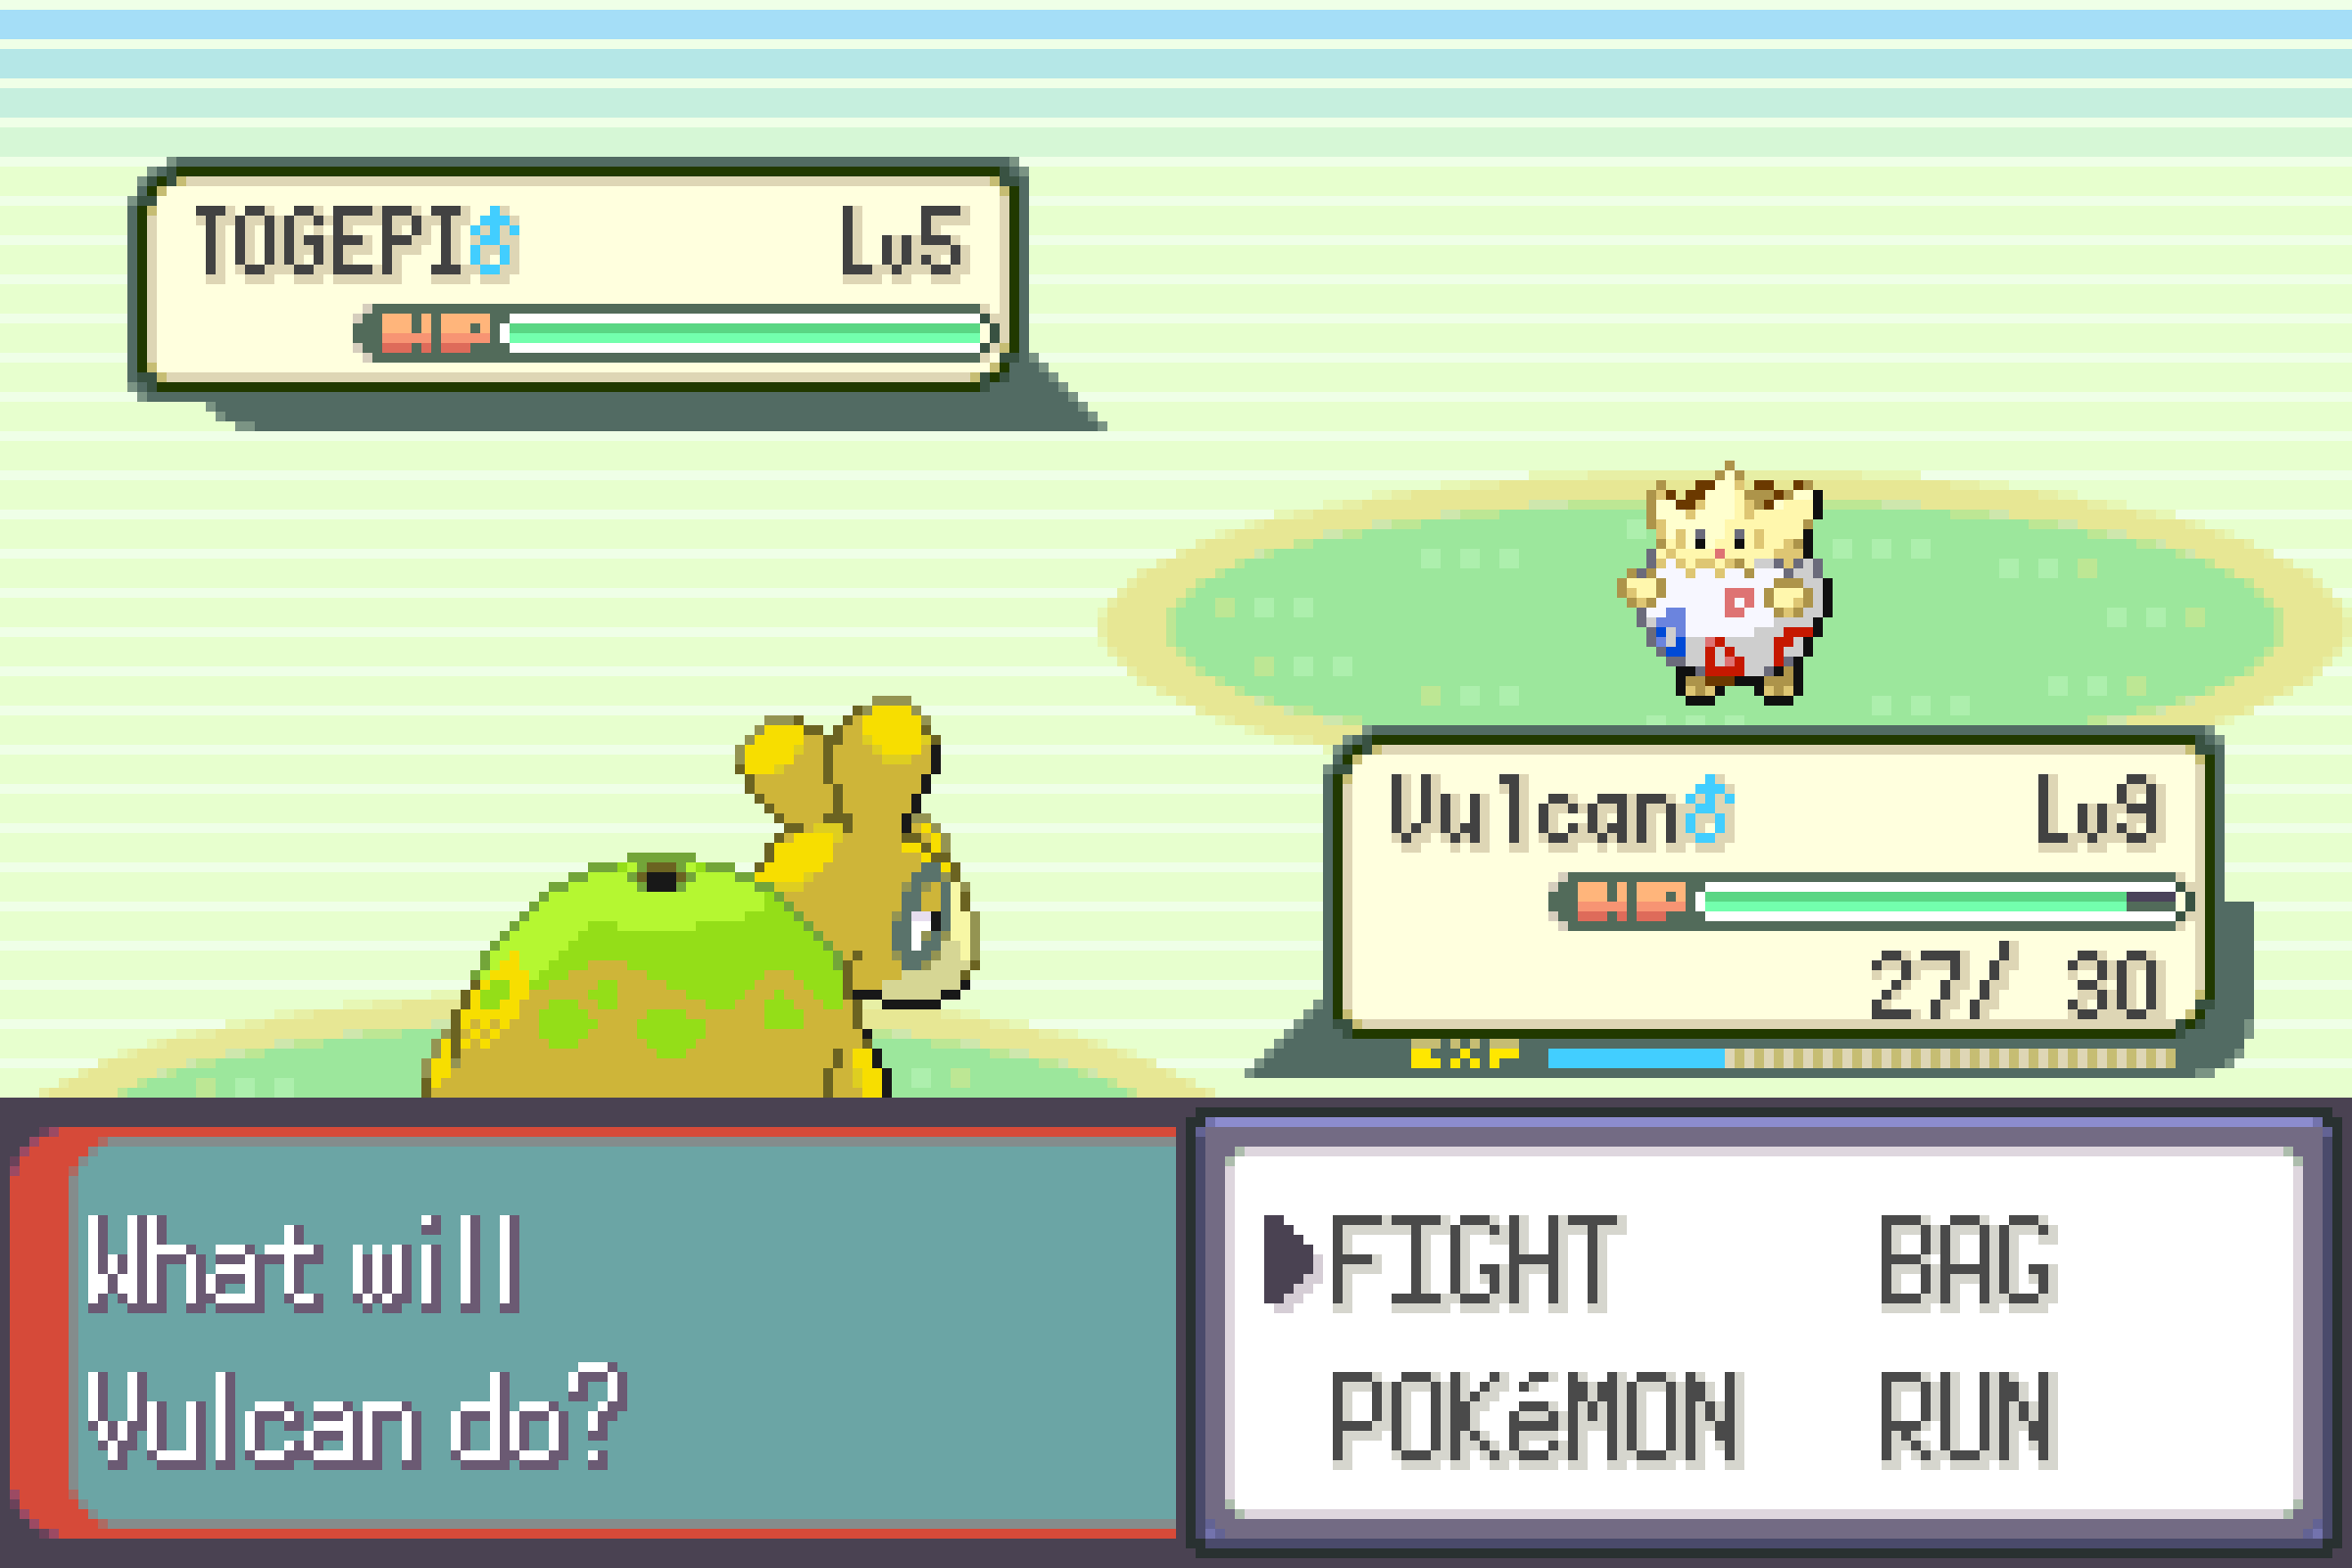 TOGEPI♂ Lv5
HP
Vulcan♂ Lv9
HP
27/ 30
EXP
What will
Vulcan do?
FIGHT BAG
POKéMON RUN